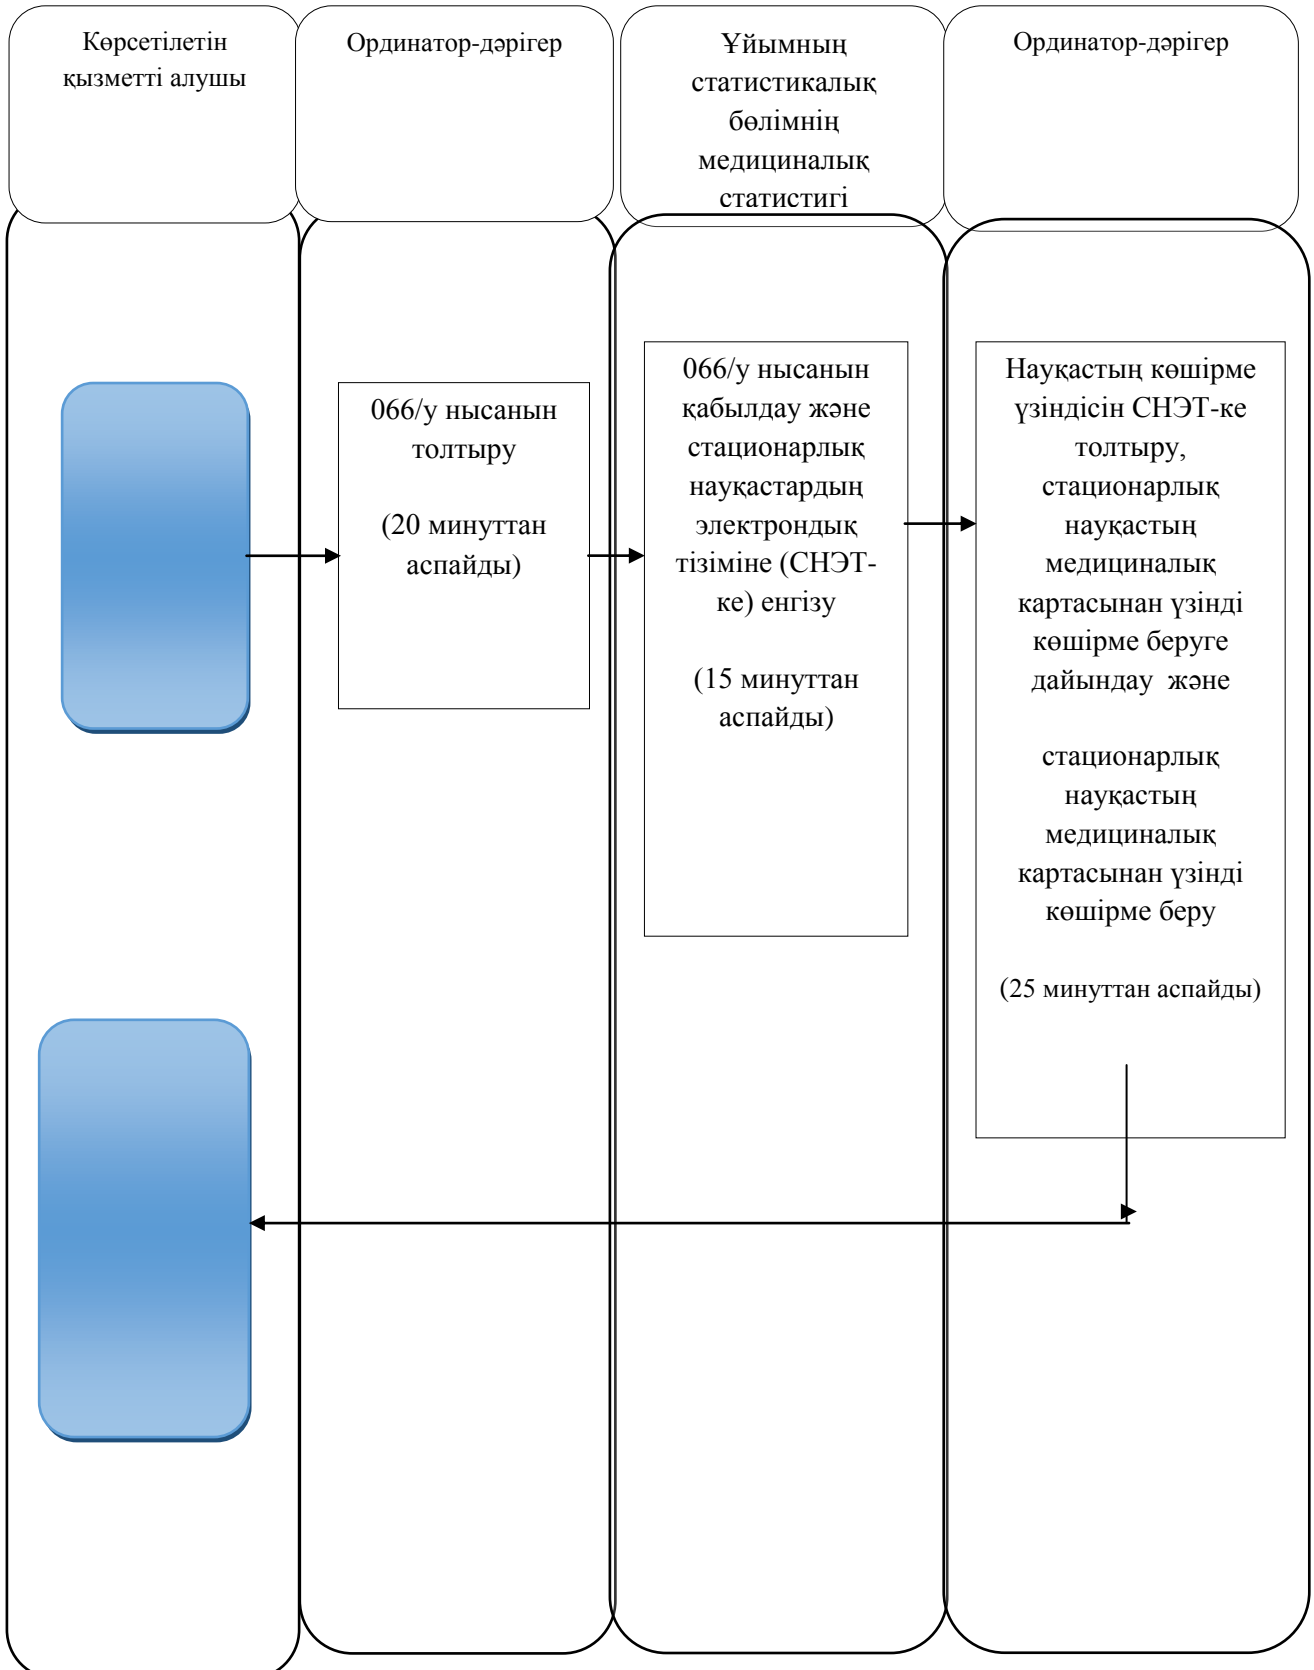 Көрсетілетін
қызметті алушы
Ординатор-дәрігер
Ұйымның
статистикалық
бөлімнің
медициналық
статистигі
Ординатор-дәрігер
066/у нысанын
толтыру
(20 минуттан
аспайды)
066/у нысанын
қабылдау және
стационарлық
науқастардың
электрондық
тізіміне (СНЭТ-
ке) енгізу
(15 минуттан
аспайды)
Науқастың көшірме
үзіндісін СНЭТ-ке
толтыру,
стационарлық
науқастың
медициналық
картасынан үзінді
көшірме беруге
дайындау және
стационарлық
науқастың
медициналық
картасынан үзінді
көшірме беру
(25 минуттан аспайды)